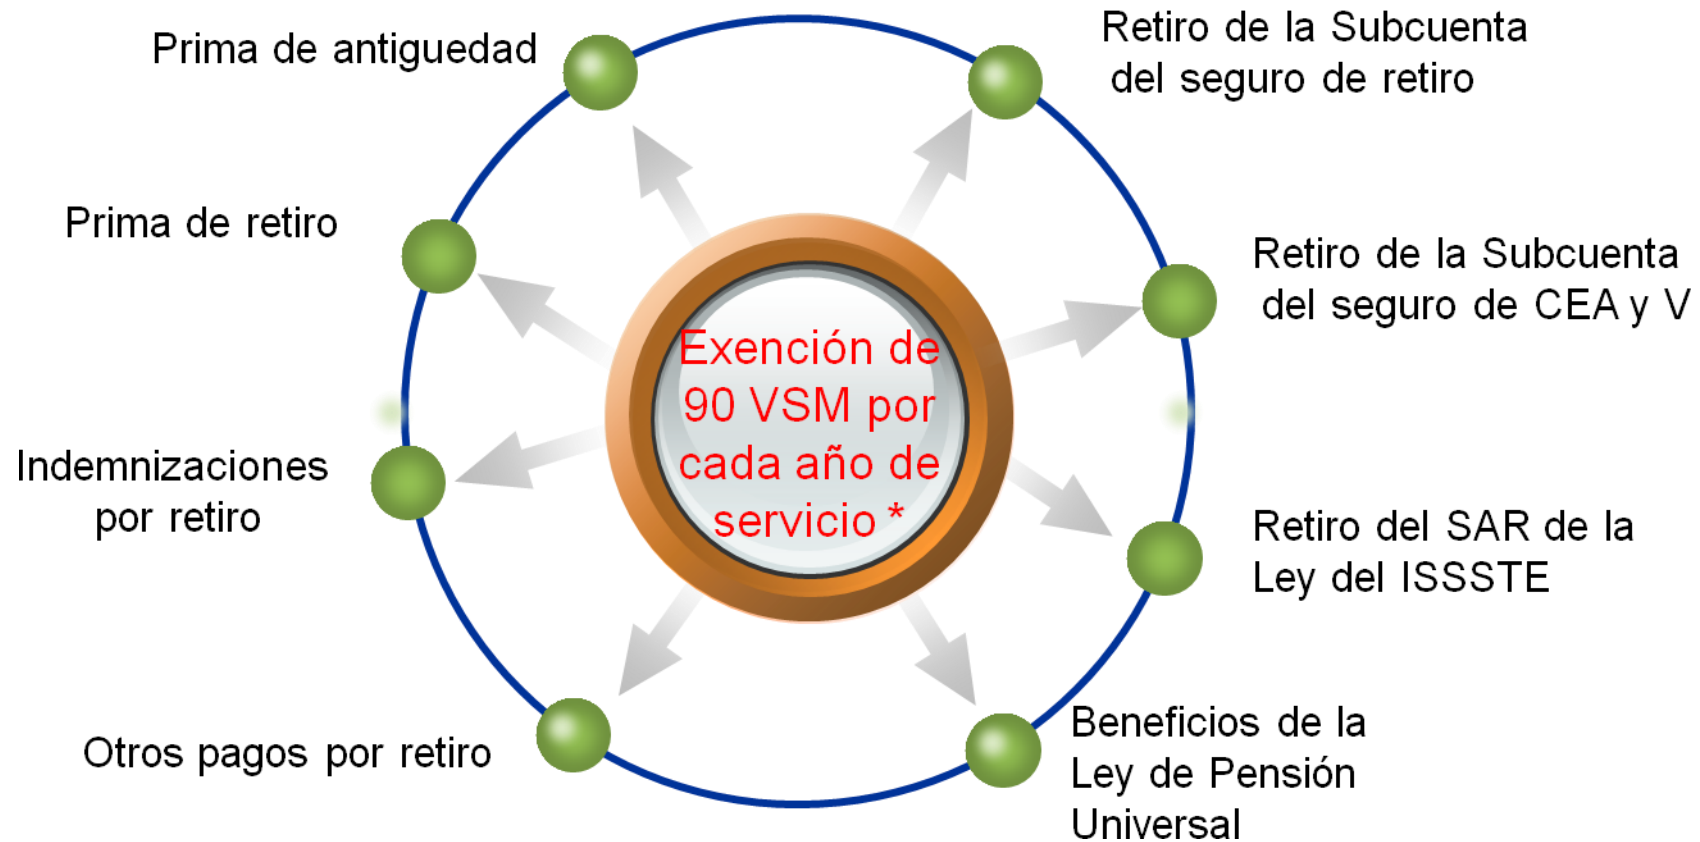 Prima de antiguedad
Retiro de la Subcuenta
del seguro de retiro
Prima de retiro
Retiro de la Subcuenta
del seguro de CEA y V
Exención de
90 VSM por
cada año de
servicio *
Indemnizaciones
por retiro
Retiro del SAR de la
Ley del ISSSTE
Otros pagos por retiro
Beneficios de la
Ley de Pensión
Universal